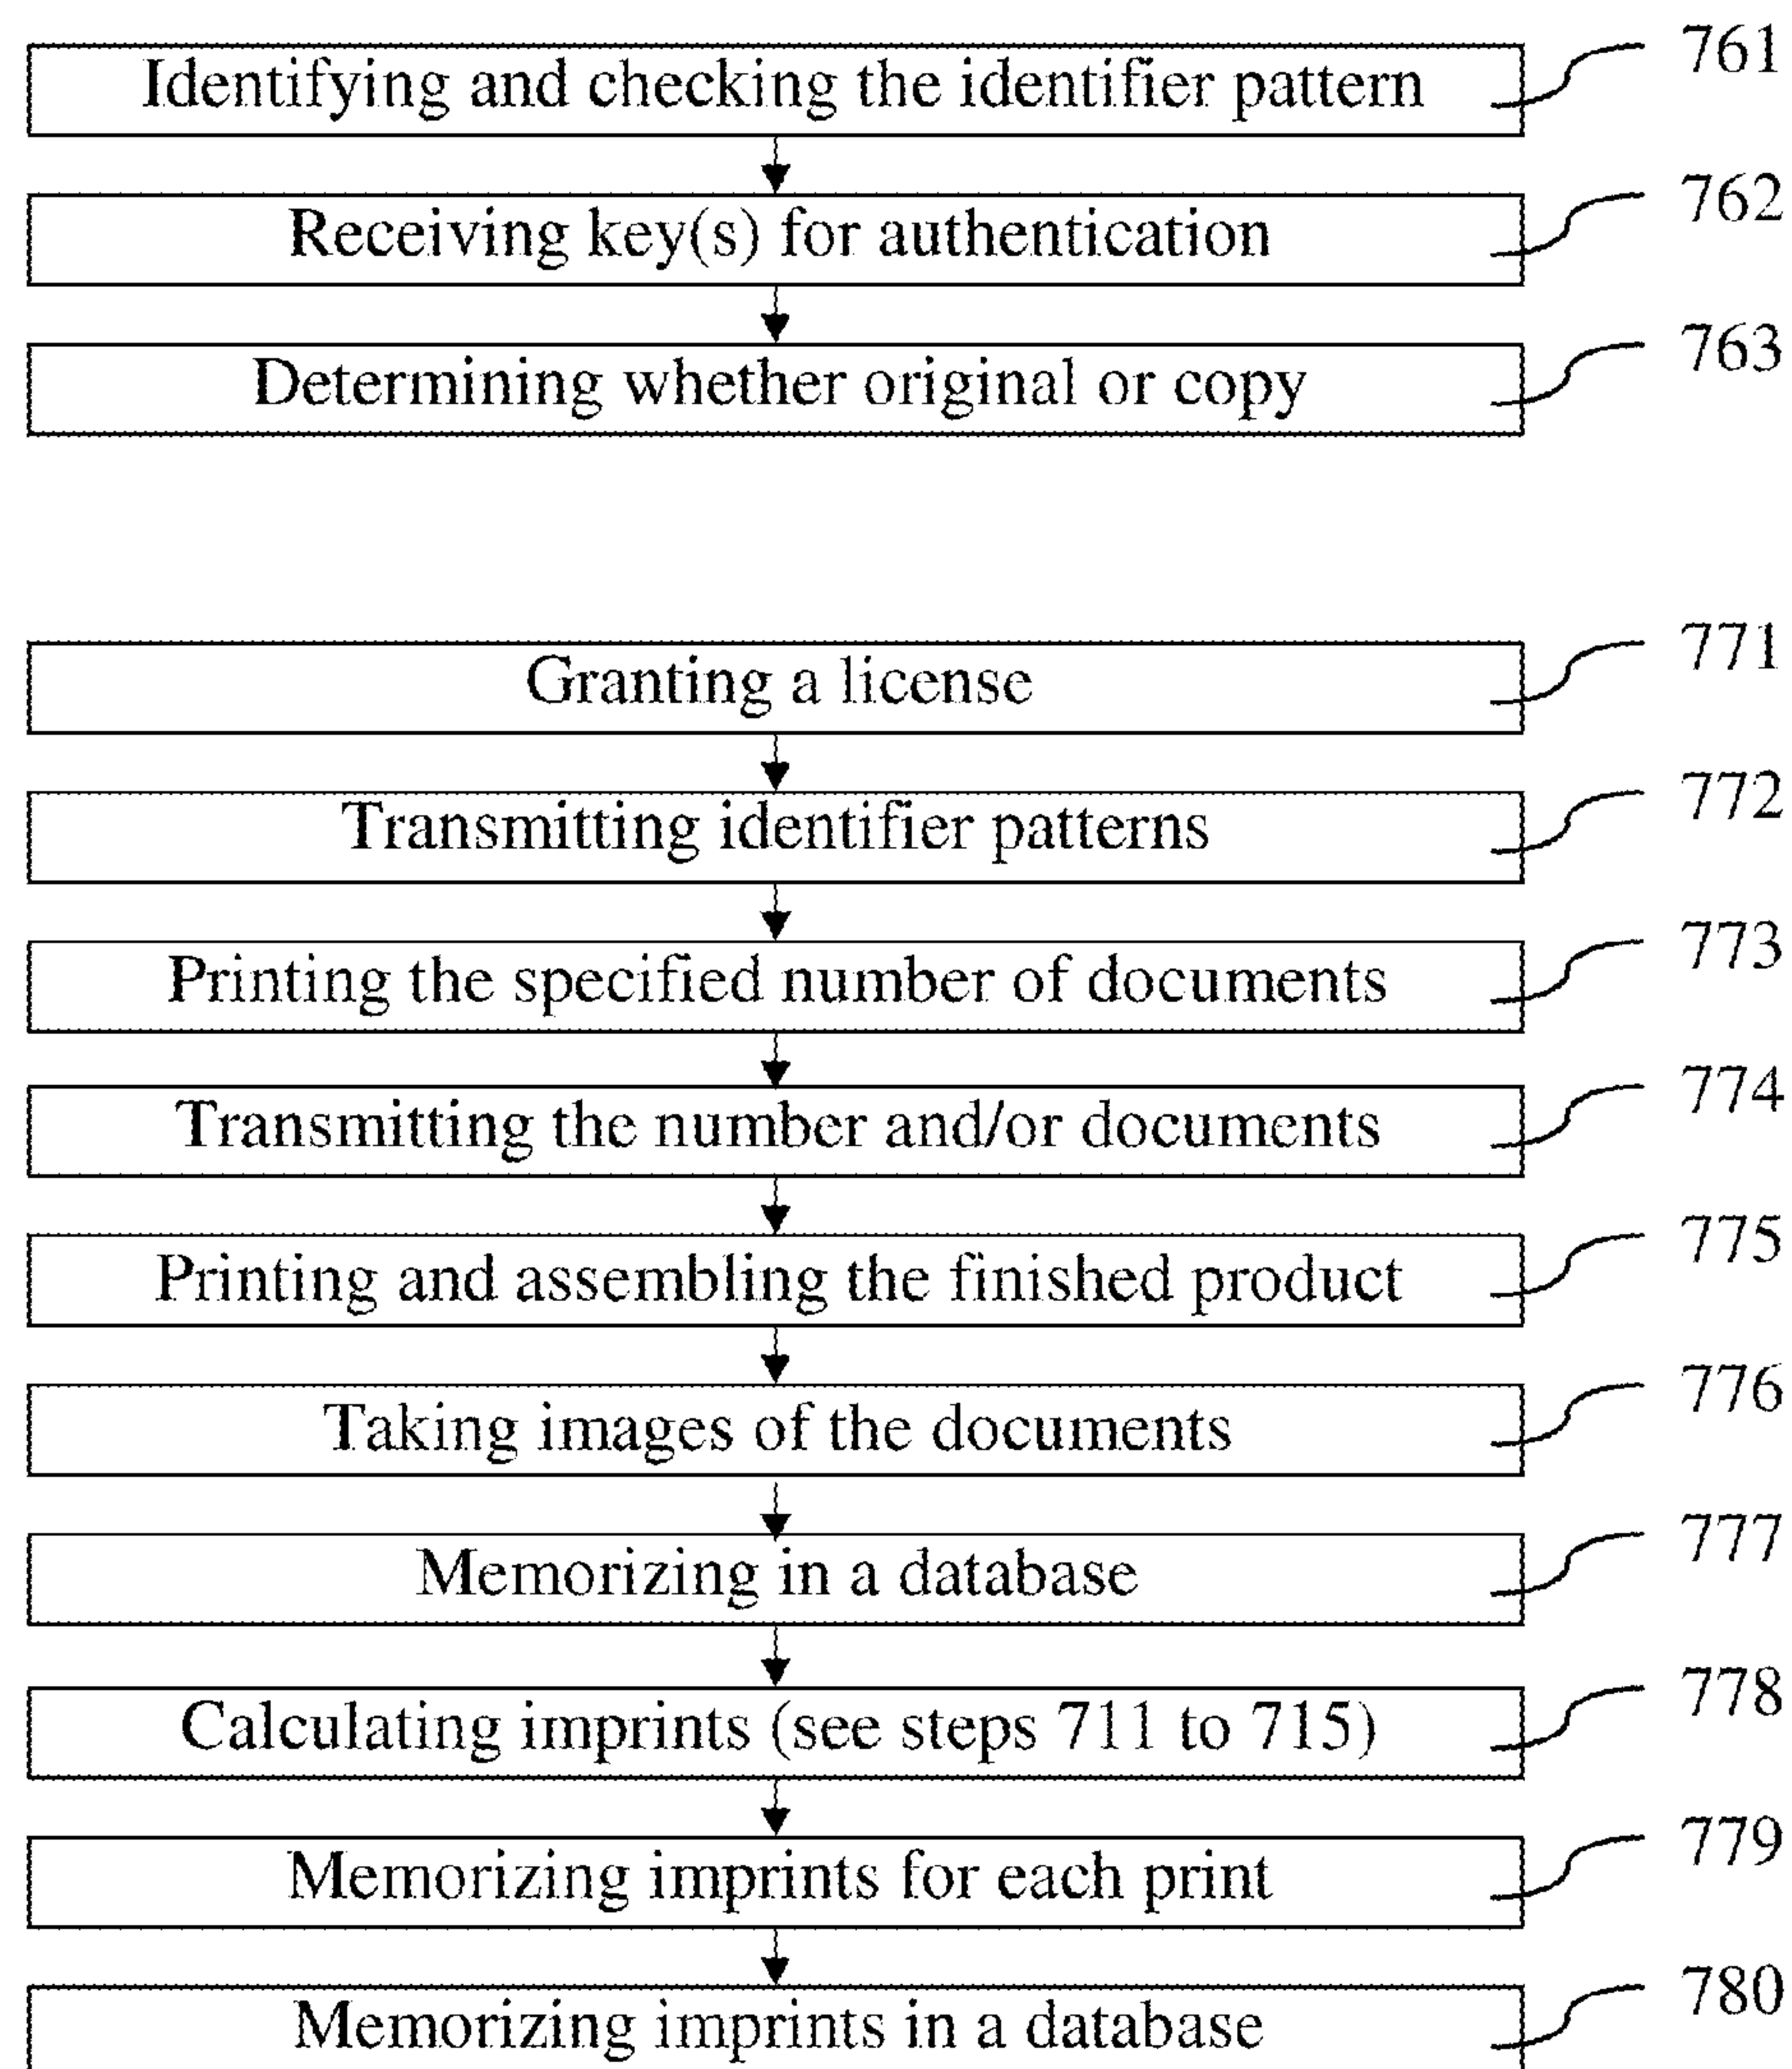 Identifying and checking the identifier pattern 761
Receiving key(s) for authentication 762
Determining whether original or copy 763
Granting a license 771
Transmitting identifier patterns 772
Printing the specified number of documents 773
Transmitting the number and/or documents 774
Printing and assembling the finished product 775
Taking images of the documents 776
Memorizing in a database 777
Calculating imprints (see steps 711 to 715) 778
Memorizing imprints for each print 779
Memorizing imprints in a database 780